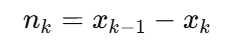 n_k = x_{k-1} − x_k